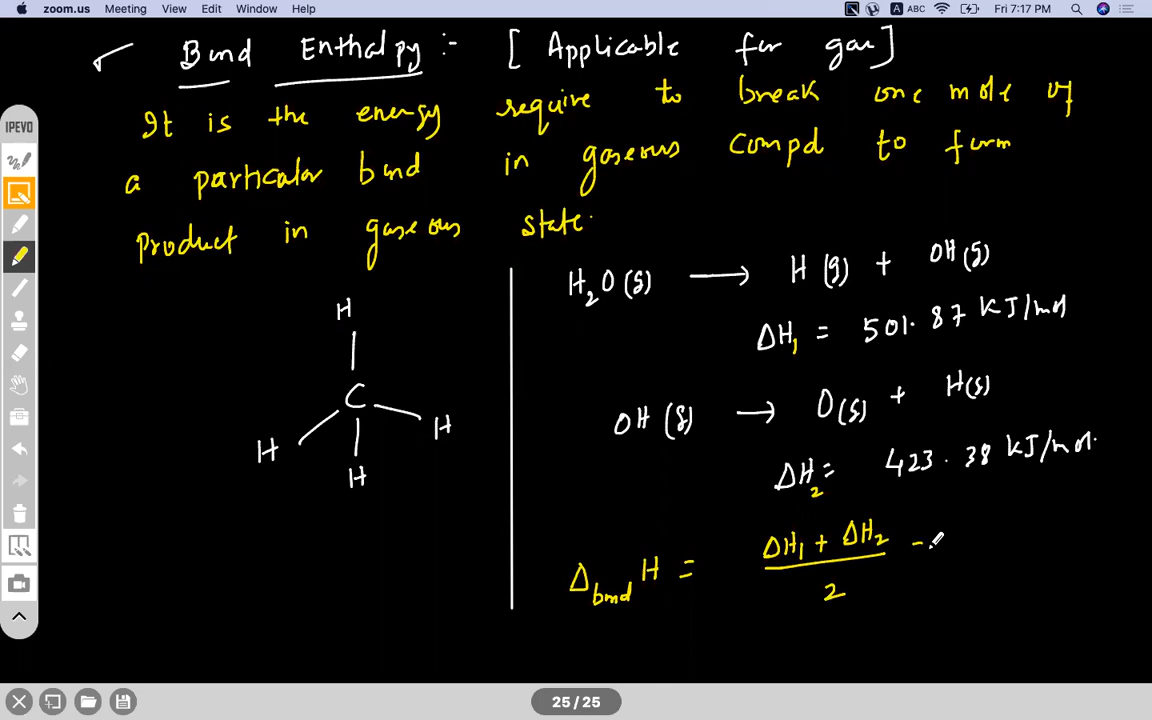 zoom.us Meeting View Edit Window Help ABC Fri 7:17 PM
Bond Enthalpy :- [Applicable for gas]
It is the energy require to break one mole of
a particular bond in gaseous compd to form
product in gaseous state.
IPEVO
H
C
H
H
H
H₂O (g) → H (g) + OH (g)
ΔH₁ = 501.87 KJ/mol
OH (g) → O(g) + H(g)
ΔH₂ = 423.38 KJ/mol.
Δbond H = ΔH₁ + ΔH₂ / 2 -
25 / 25